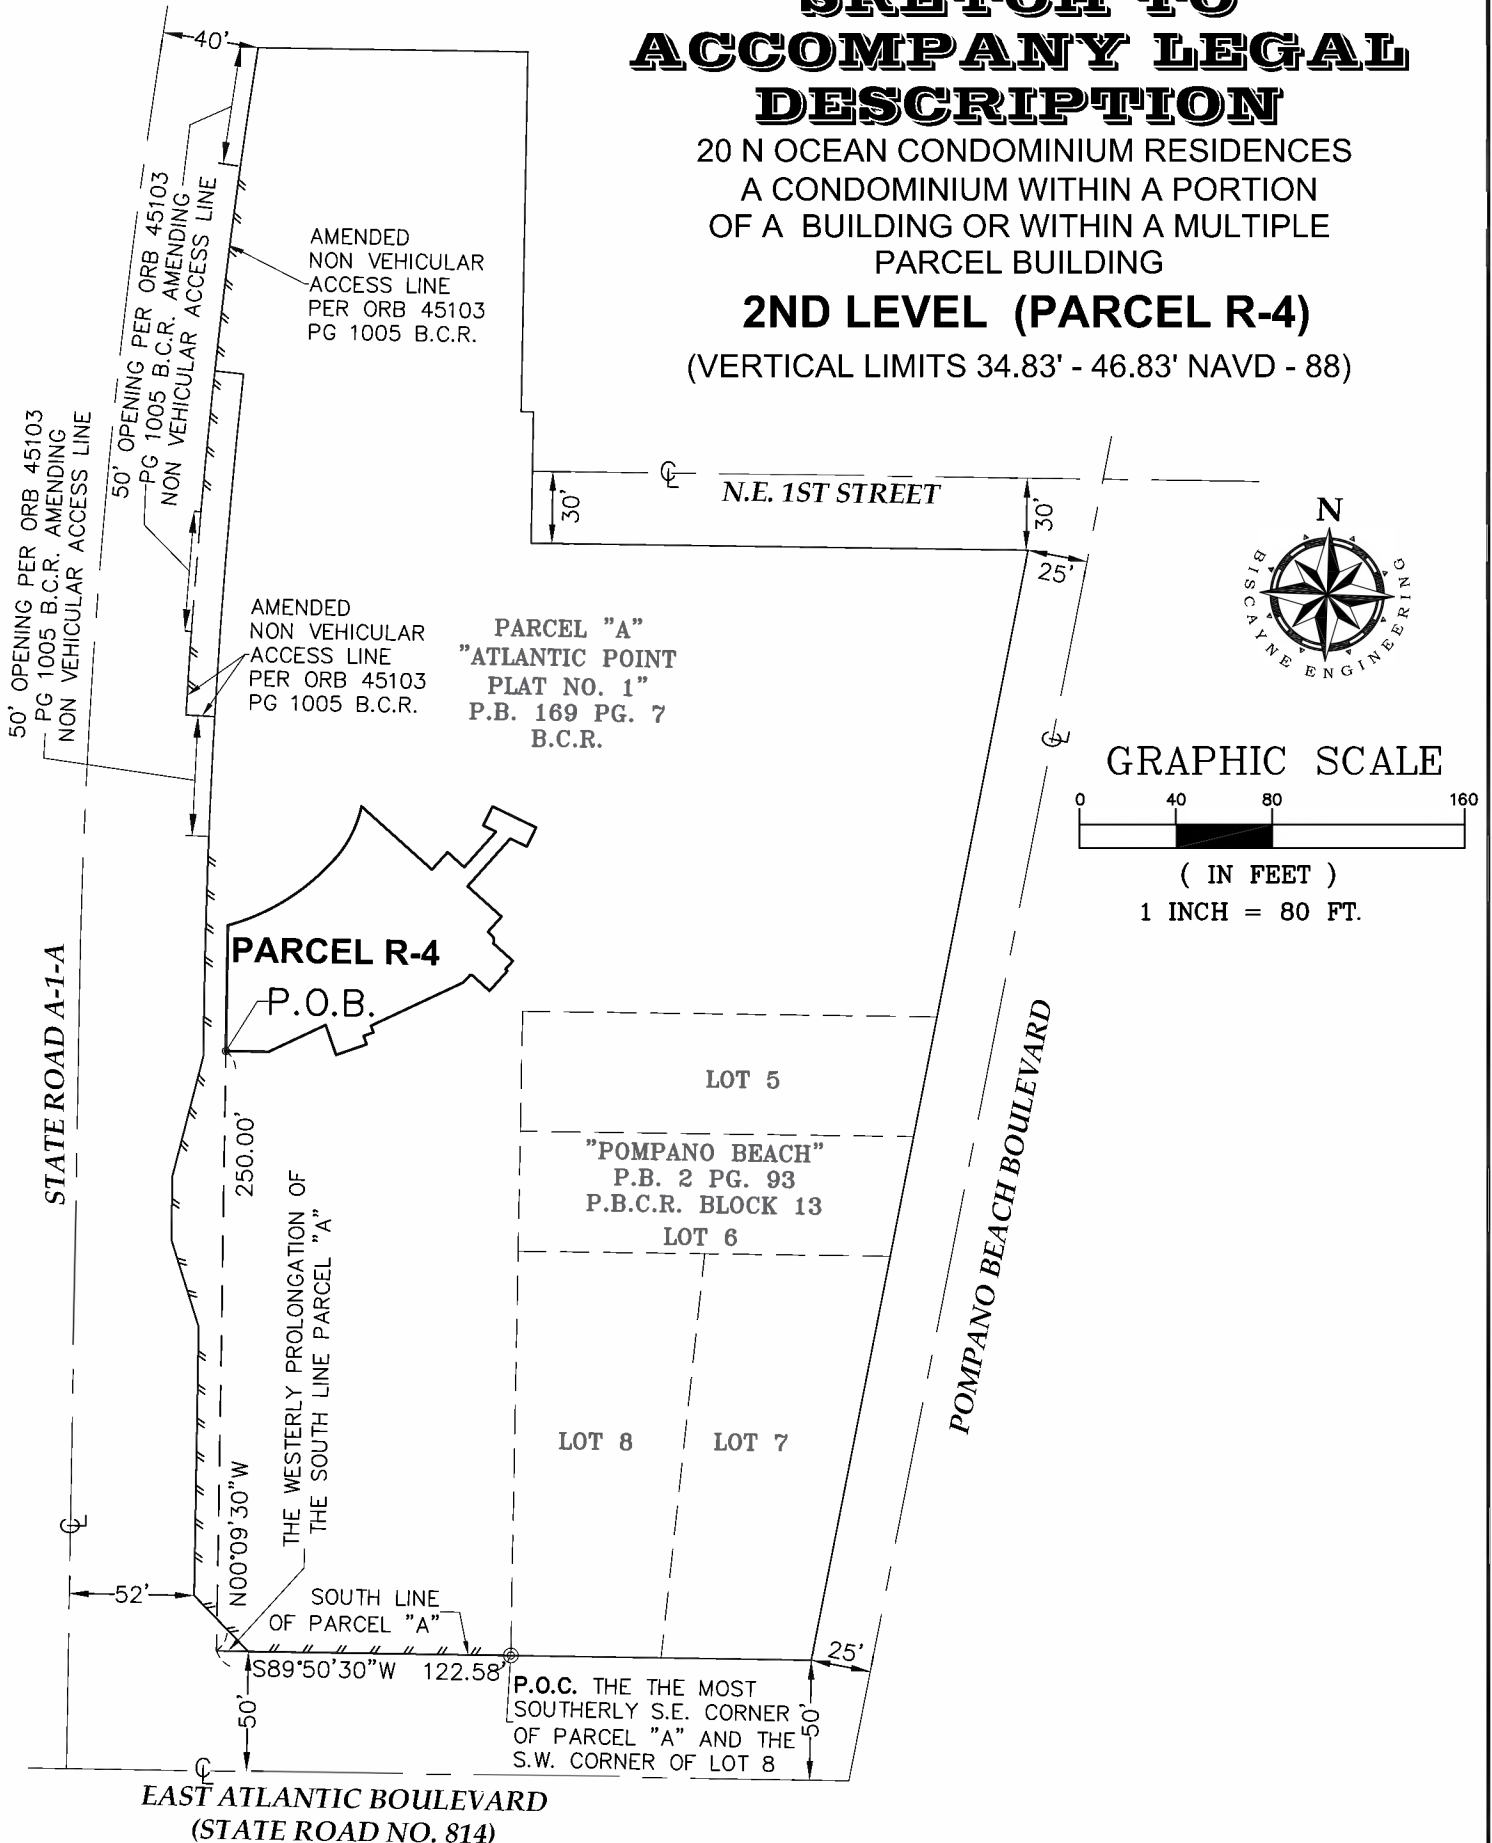 SKETCH TO
ACCOMPANY LEGAL
DESCRIPTION
20 N OCEAN CONDOMINIUM RESIDENCES
A CONDOMINIUM WITHIN A PORTION
OF A BUILDING OR WITHIN A MULTIPLE
PARCEL BUILDING
2ND LEVEL (PARCEL R-4)
(VERTICAL LIMITS 34.83' - 46.83' NAVD - 88)
40'
50' OPENING PER ORB 45103
PG 1005 B.C.R. AMENDING
NON VEHICULAR ACCESS LINE
AMENDED
NON VEHICULAR
ACCESS LINE
PER ORB 45103
PG 1005 B.C.R.
50' OPENING PER ORB 45103
PG 1005 B.C.R. AMENDING
NON VEHICULAR ACCESS LINE
CL
N.E. 1ST STREET
30'
30'
25'
N
BISCAYNE ENGINEERING
AMENDED
NON VEHICULAR
ACCESS LINE
PER ORB 45103
PG 1005 B.C.R.
PARCEL "A"
"ATLANTIC POINT
PLAT NO. 1"
P.B. 169 PG. 7
B.C.R.
CL
GRAPHIC SCALE
0 40 80 160
( IN FEET )
1 INCH = 80 FT.
PARCEL R-4
P.O.B.
STATE ROAD A-1-A
POMPANO BEACH BOULEVARD
LOT 5
"POMPANO BEACH"
P.B. 2 PG. 93
P.B.C.R. BLOCK 13
LOT 6
LOT 8
LOT 7
250.00'
N00°09'30"W
THE WESTERLY PROLONGATION OF
THE SOUTH LINE PARCEL "A"
CL
52'
SOUTH LINE
OF PARCEL "A"
S89°50'30"W 122.58'
25'
50'
50'
P.O.C. THE THE MOST
SOUTHERLY S.E. CORNER
OF PARCEL "A" AND THE
S.W. CORNER OF LOT 8
CL
EAST ATLANTIC BOULEVARD
(STATE ROAD NO. 814)